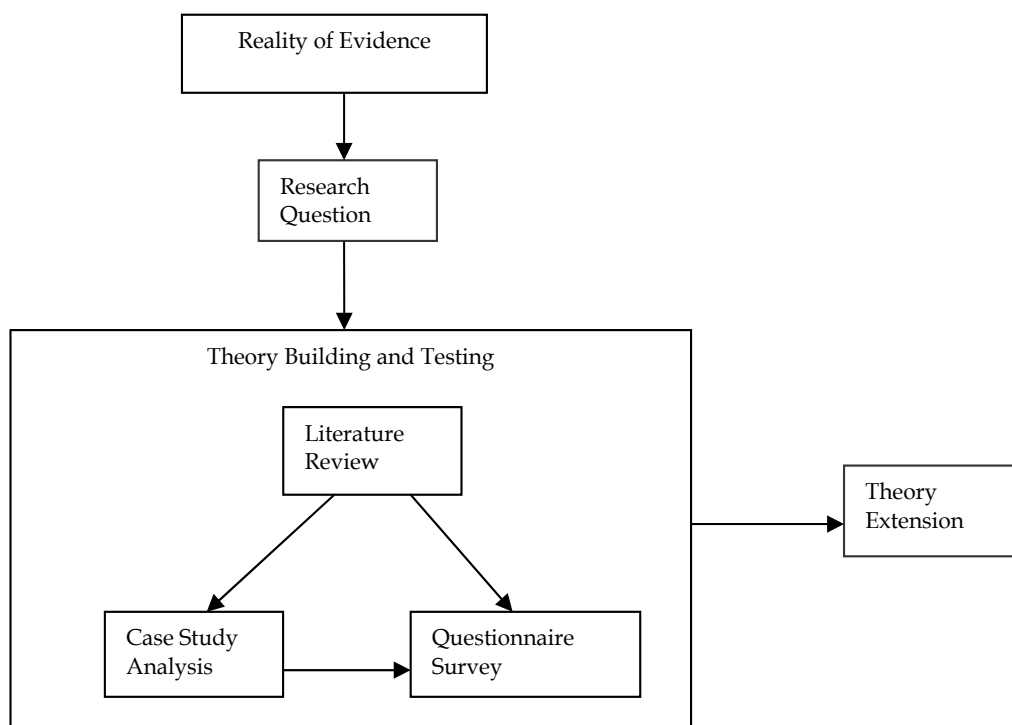 Reality of Evidence
Research
Question
Theory Building and Testing
Literature
Review
Theory
Extension
Case Study
Analysis
Questionnaire
Survey